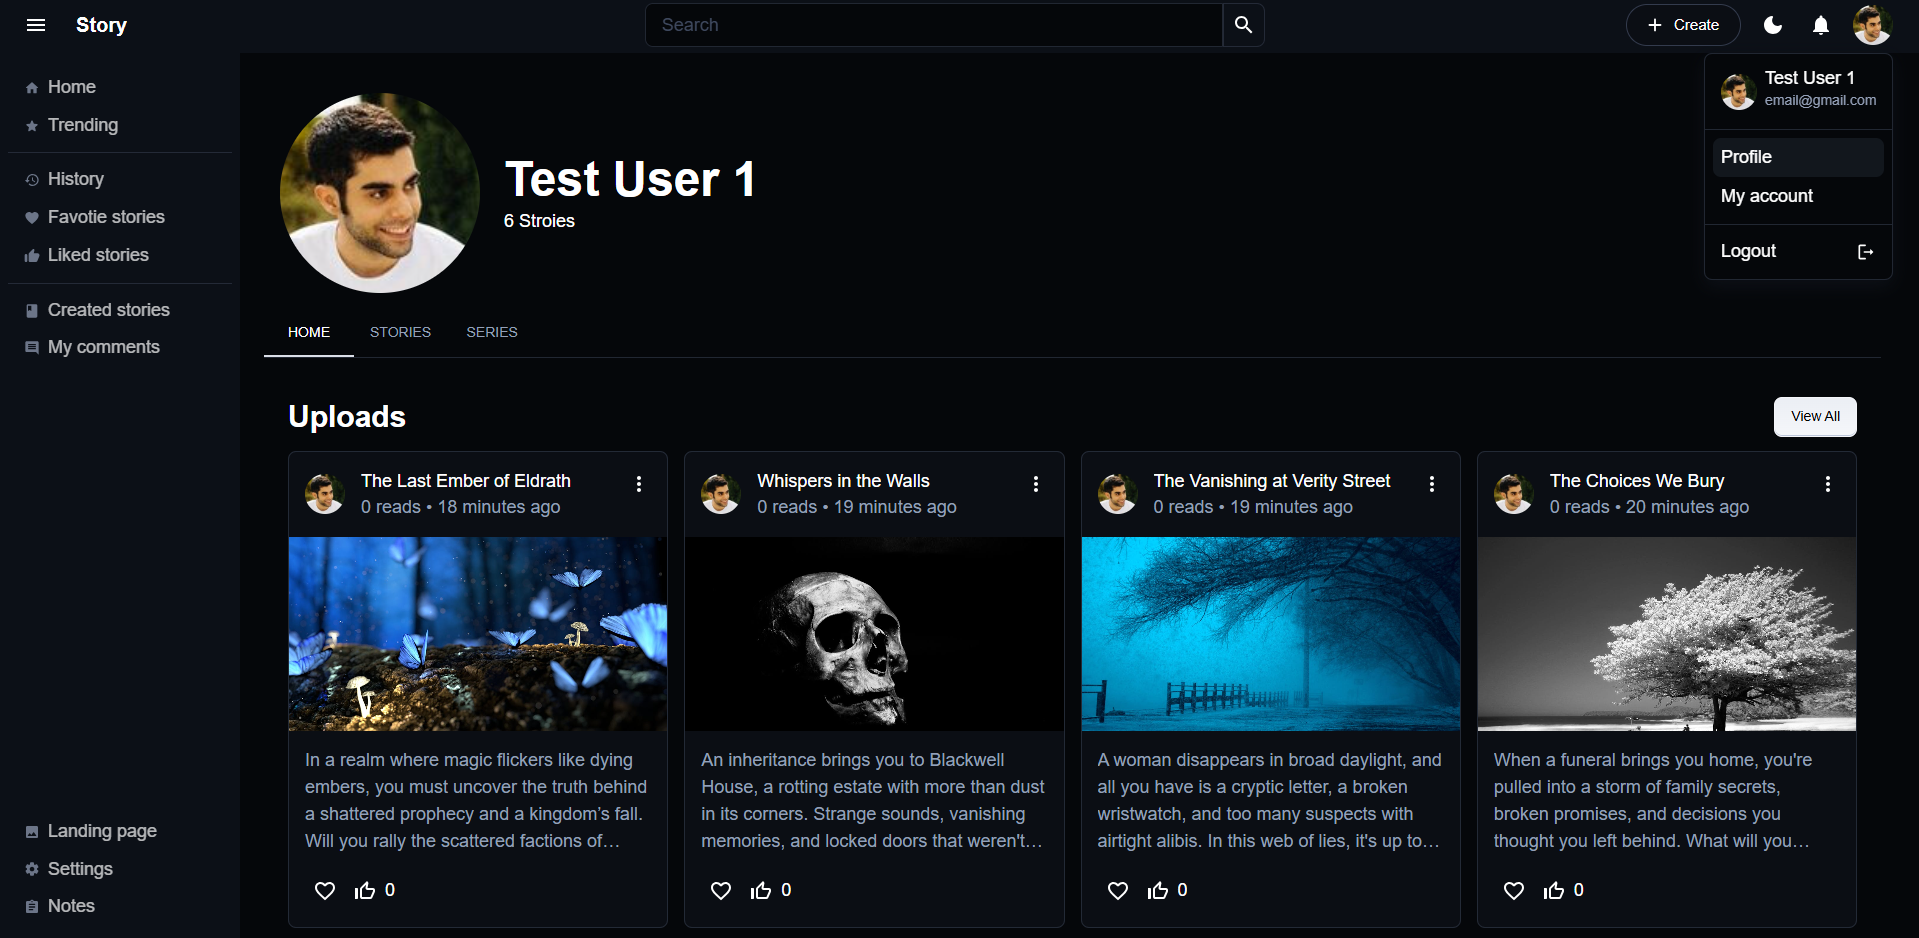 Story
Search
Create
Test User 1
email@gmail.com
Profile
My account
Logout
Home
Trending
History
Favotie stories
Liked stories
Created stories
My comments
Landing page
Settings
Notes
Test User 1
6 Stroies
HOME
STORIES
SERIES
Uploads
View All
The Last Ember of Eldrath
0 reads • 18 minutes ago
In a realm where magic flickers like dying
embers, you must uncover the truth behind
a shattered prophecy and a kingdom’s fall.
Will you rally the scattered factions of…
0
Whispers in the Walls
0 reads • 19 minutes ago
An inheritance brings you to Blackwell
House, a rotting estate with more than dust
in its corners. Strange sounds, vanishing
memories, and locked doors that weren't…
0
The Vanishing at Verity Street
0 reads • 19 minutes ago
A woman disappears in broad daylight, and
all you have is a cryptic letter, a broken
wristwatch, and too many suspects with
airtight alibis. In this web of lies, it's up to…
0
The Choices We Bury
0 reads • 20 minutes ago
When a funeral brings you home, you're
pulled into a storm of family secrets,
broken promises, and decisions you
thought you left behind. What will you…
0